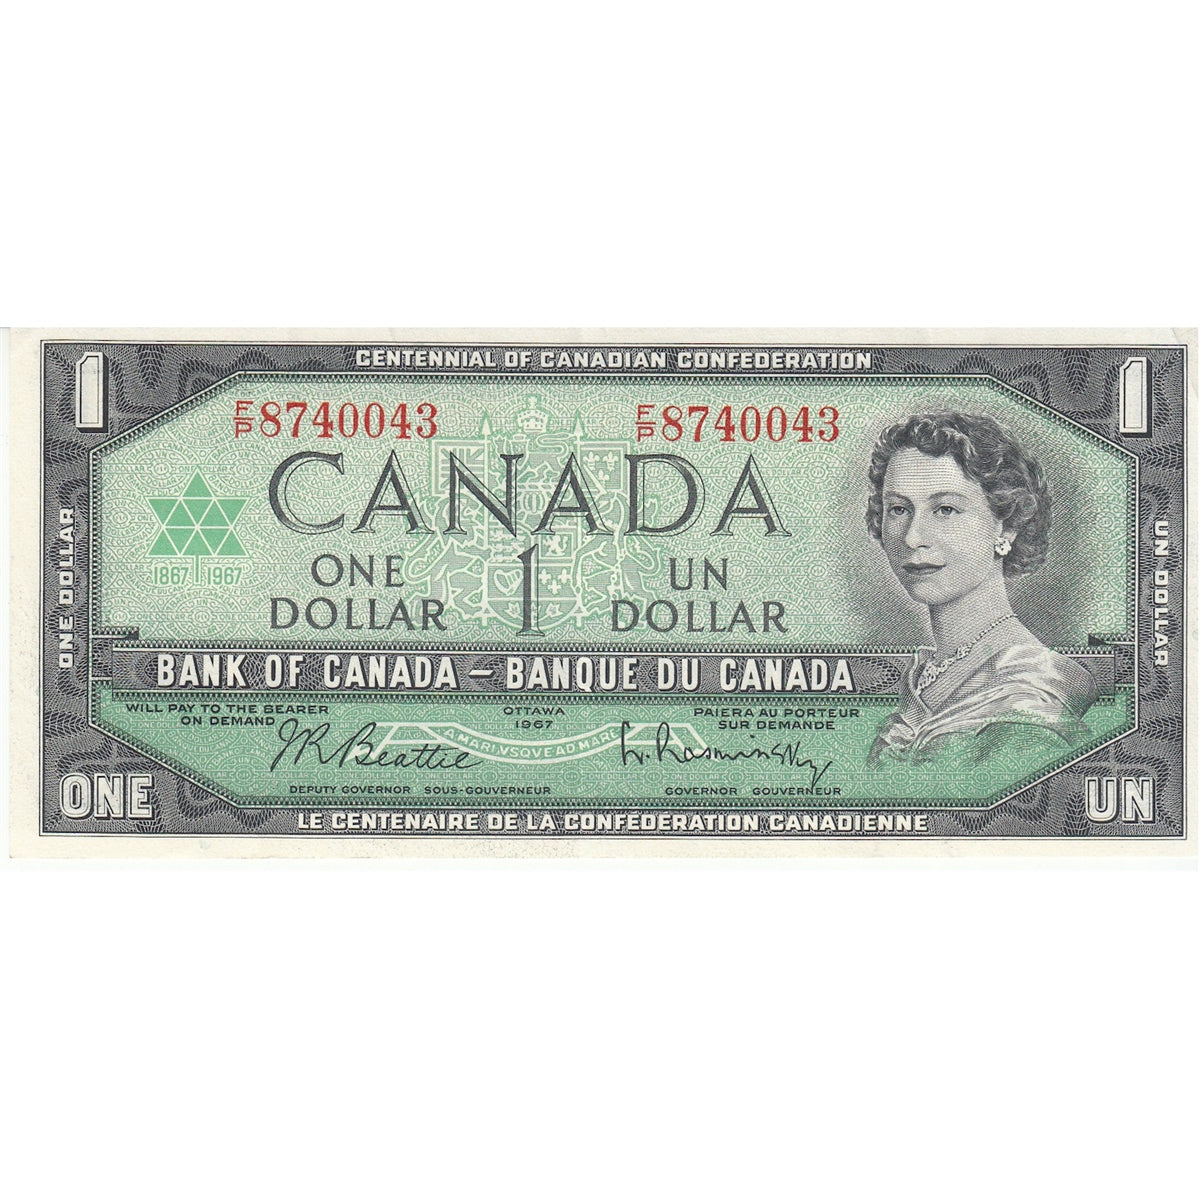 CENTENNIAL OF CANADIAN CONFEDERATION
1 1
F/P 8740043 F/P 8740043
CANADA
1867 1967
ONE DOLLAR 1 UN DOLLAR
ONE DOLLAR
UN DOLLAR
BANK OF CANADA – BANQUE DU CANADA
WILL PAY TO THE BEARER ON DEMAND
OTTAWA
1967
PAIERA AU PORTEUR SUR DEMANDE
A MARI VSQVE AD MARE
JR Beattie
L. Rasminsky
DEPUTY GOVERNOR SOUS-GOUVERNEUR
GOVERNOR GOUVERNEUR
ONE UN
LE CENTENAIRE DE LA CONFÉDÉRATION CANADIENNE